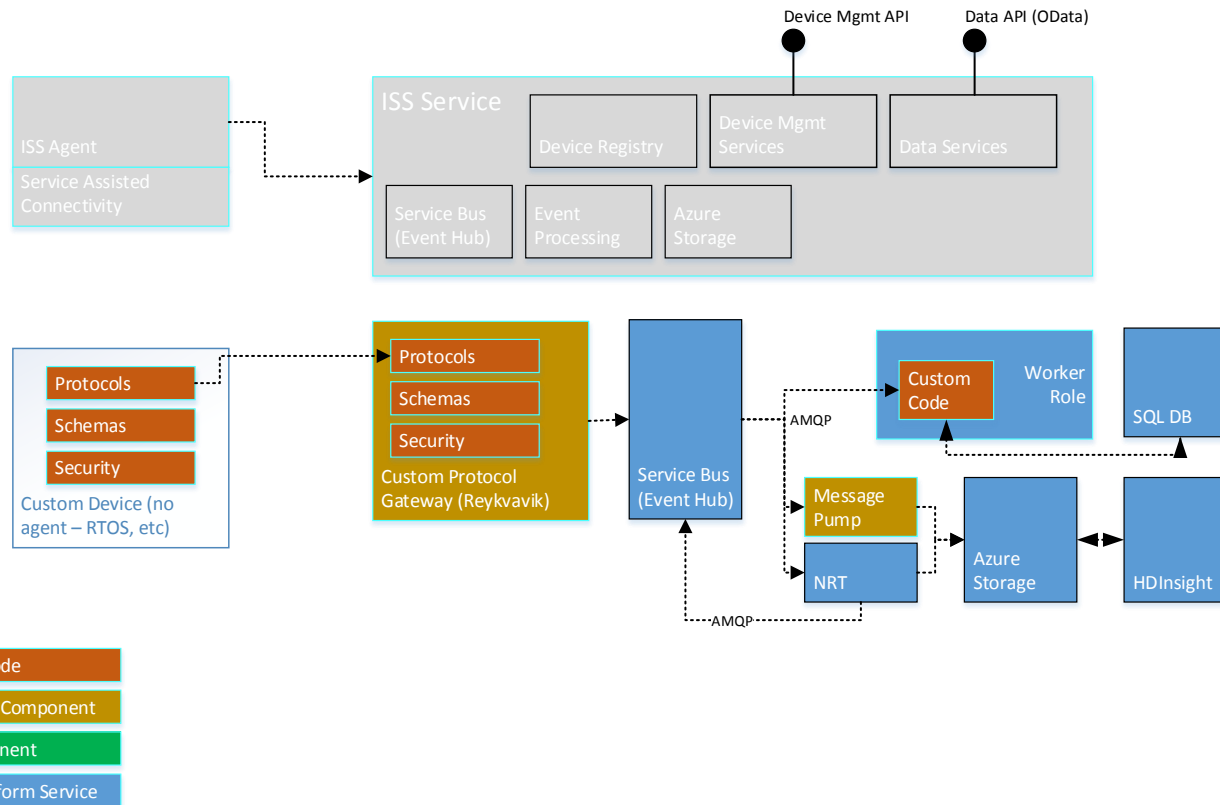 Device Mgmt API
Data API (OData)
ISS Service
Device Registry
Device Mgmt
Services
Data Services
ISS Agent
Service Assisted
Connectivity
Service Bus
(Event Hub)
Event
Processing
Azure
Storage
Protocols
Schemas
Security
Custom Device (no
agent – RTOS, etc)
Protocols
Schemas
Security
Custom Protocol
Gateway (Reykvavik)
Service Bus
(Event Hub)
AMQP
Custom
Code
Worker
Role
SQL DB
Message
Pump
NRT
Azure
Storage
HDInsight
AMQP
de
Component
nent
form Service